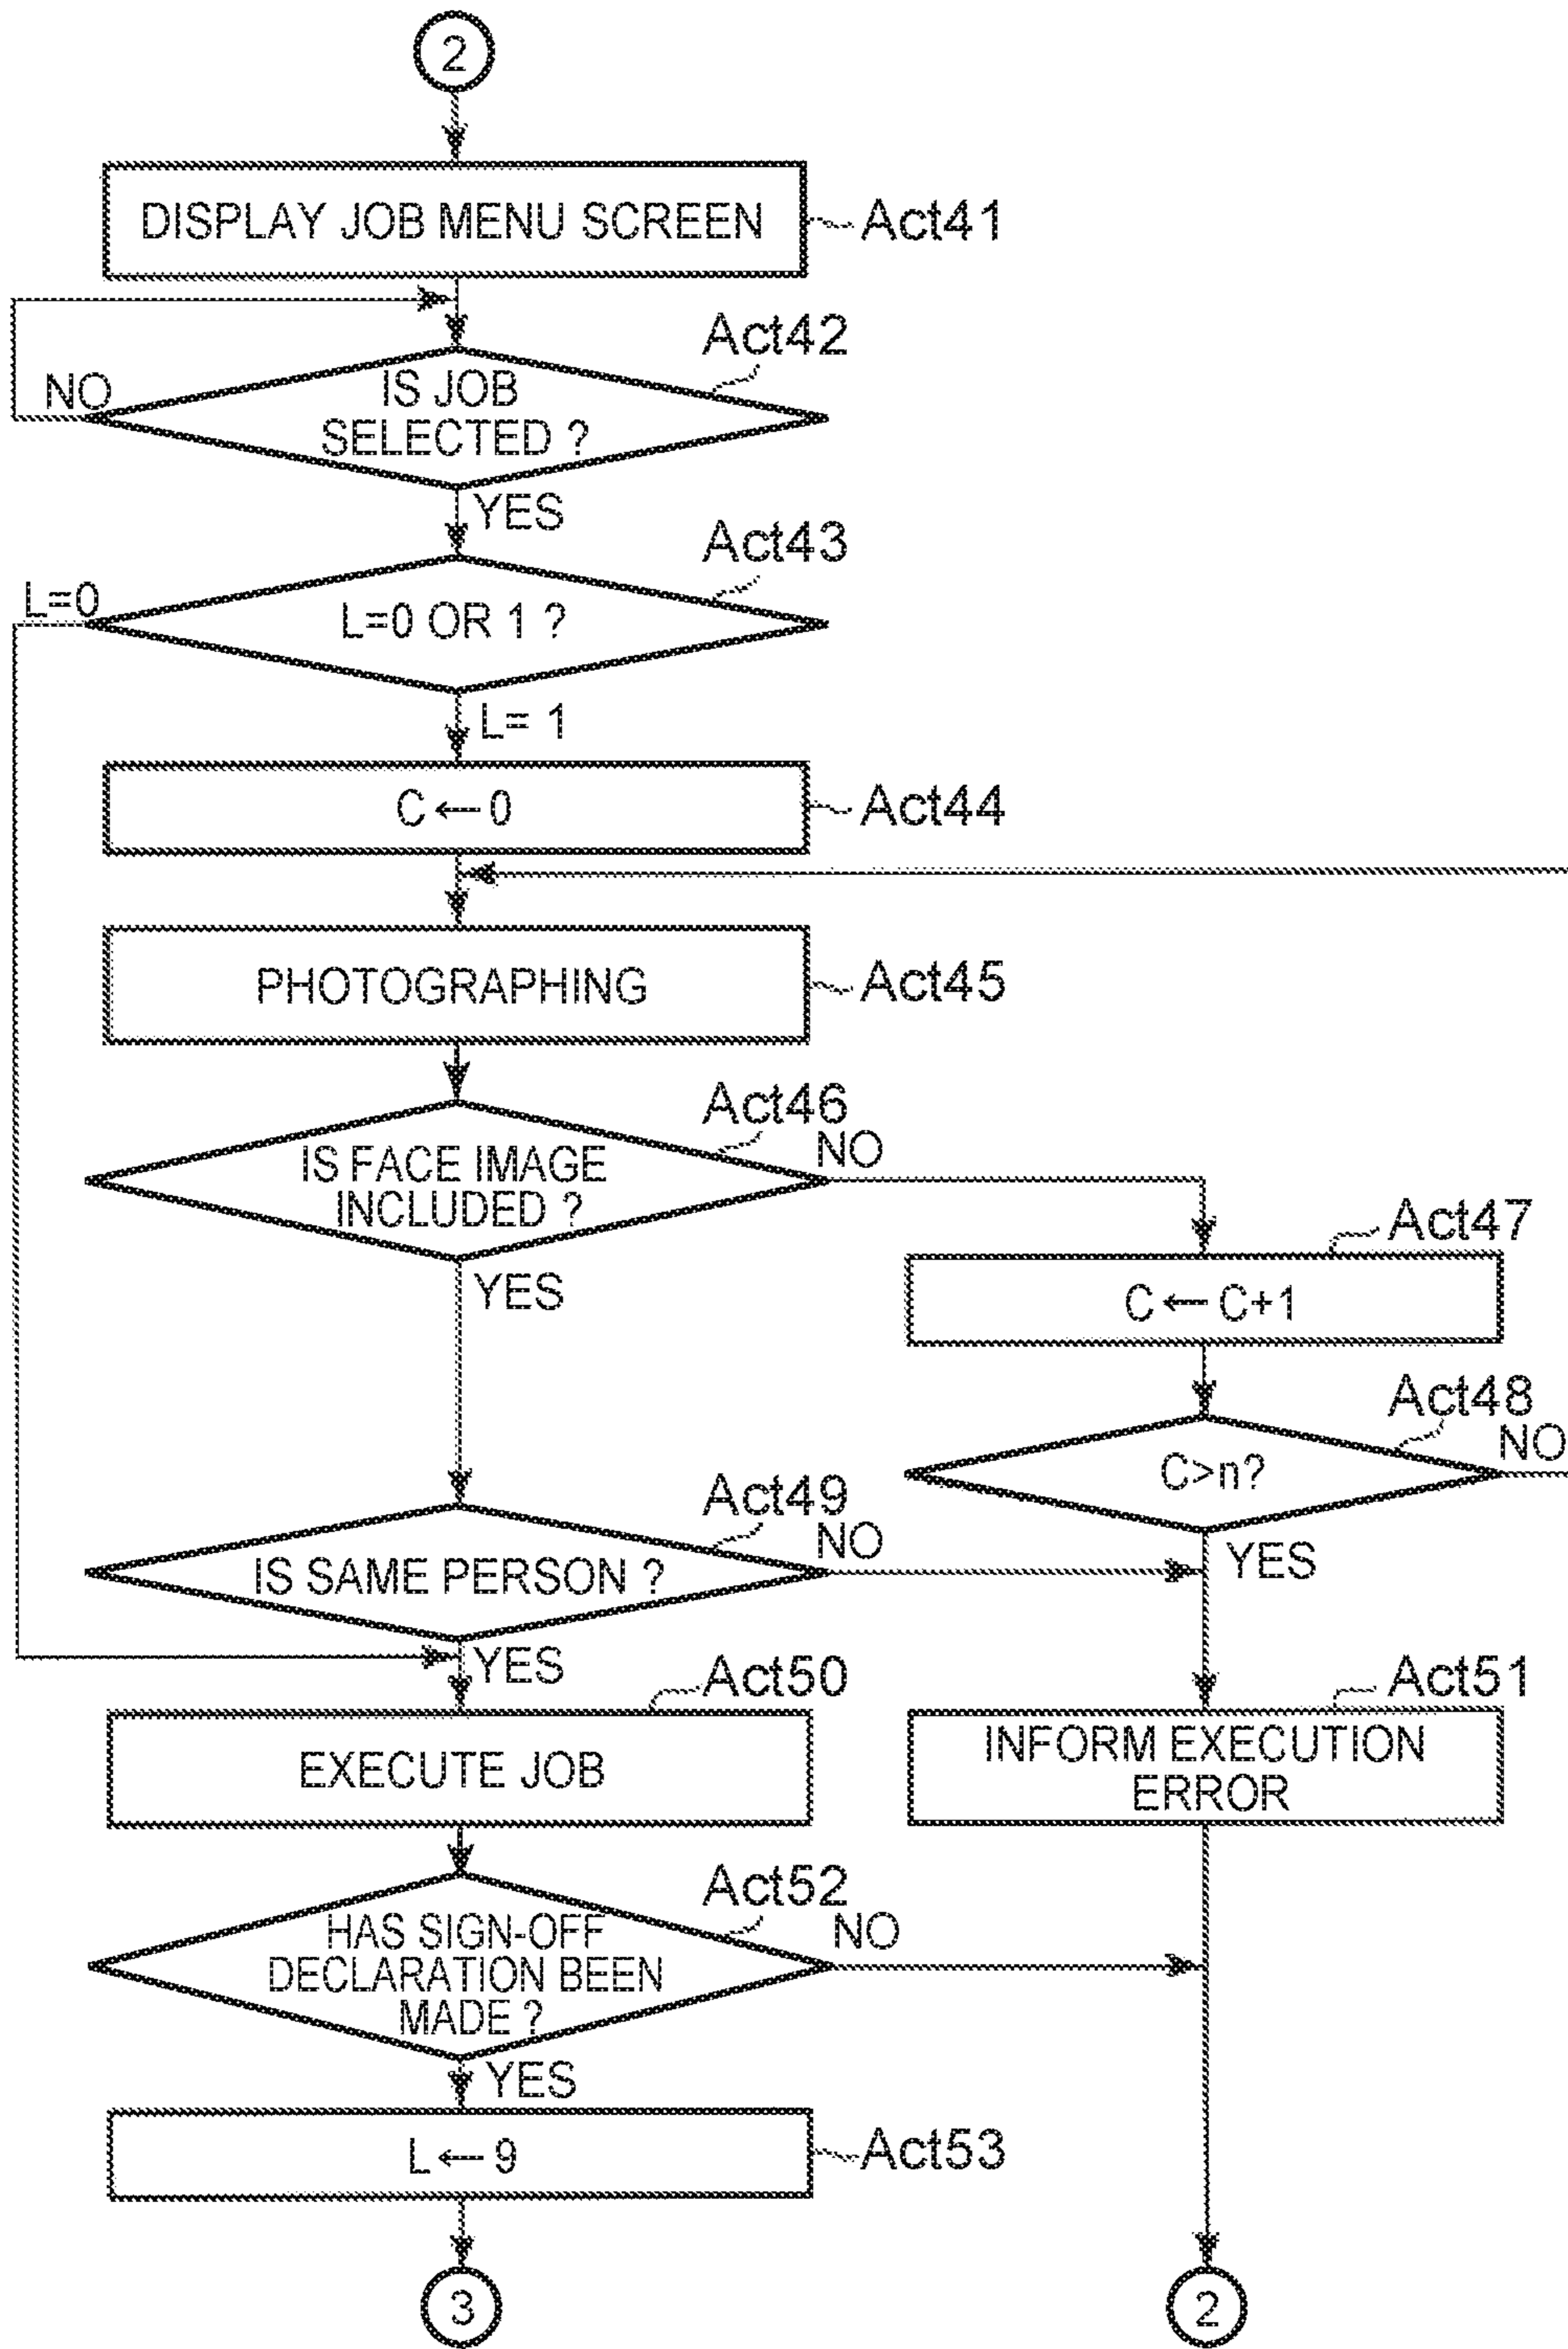 2
DISPLAY JOB MENU SCREEN
Act41
Act42
IS JOB
SELECTED ?
NO
YES
Act43
L=0 OR 1 ?
L=0
L= 1
C ← 0
Act44
PHOTOGRAPHING
Act45
Act46
IS FACE IMAGE
INCLUDED ?
NO
YES
Act47
C ← C+1
Act48
C>n?
NO
YES
Act49
IS SAME PERSON ?
NO
YES
Act50
EXECUTE JOB
Act51
INFORM EXECUTION
ERROR
Act52
HAS SIGN-OFF
DECLARATION BEEN
MADE ?
NO
YES
L ← 9
Act53
3
2